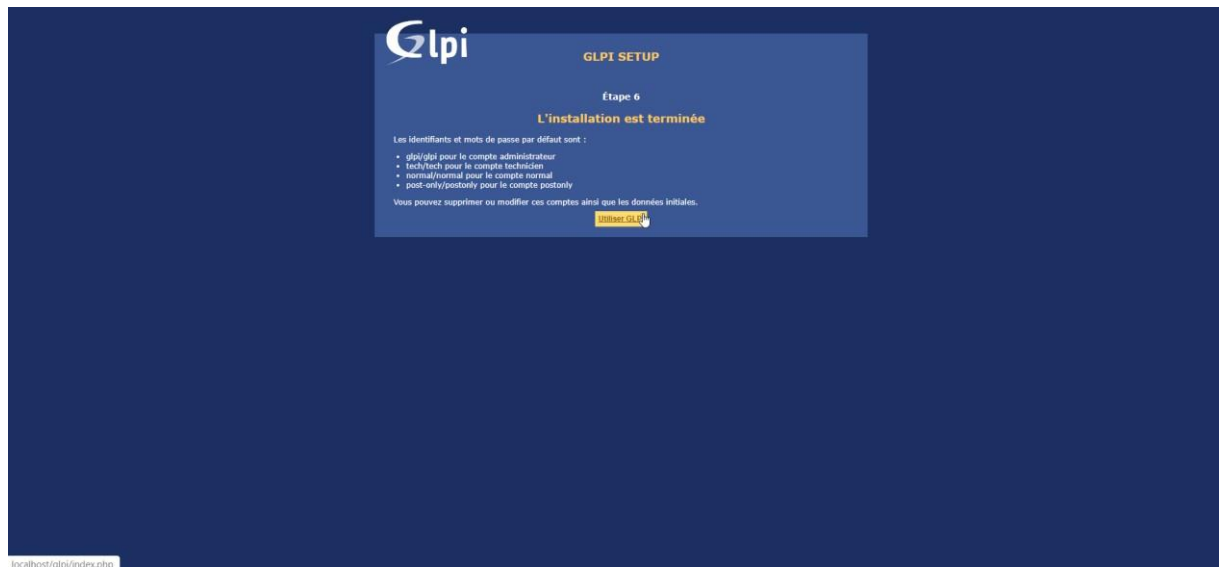 Glpi
GLPI SETUP
Étape 6
L'installation est terminée
Les identifiants et mots de passe par défaut sont :
• glpi/glpi pour le compte administrateur
• tech/tech pour le compte technicien
• normal/normal pour le compte normal
• post-only/postonly pour le compte postonly
Vous pouvez supprimer ou modifier ces comptes ainsi que les données initiales.
Utiliser
localhost/glpi/index.php